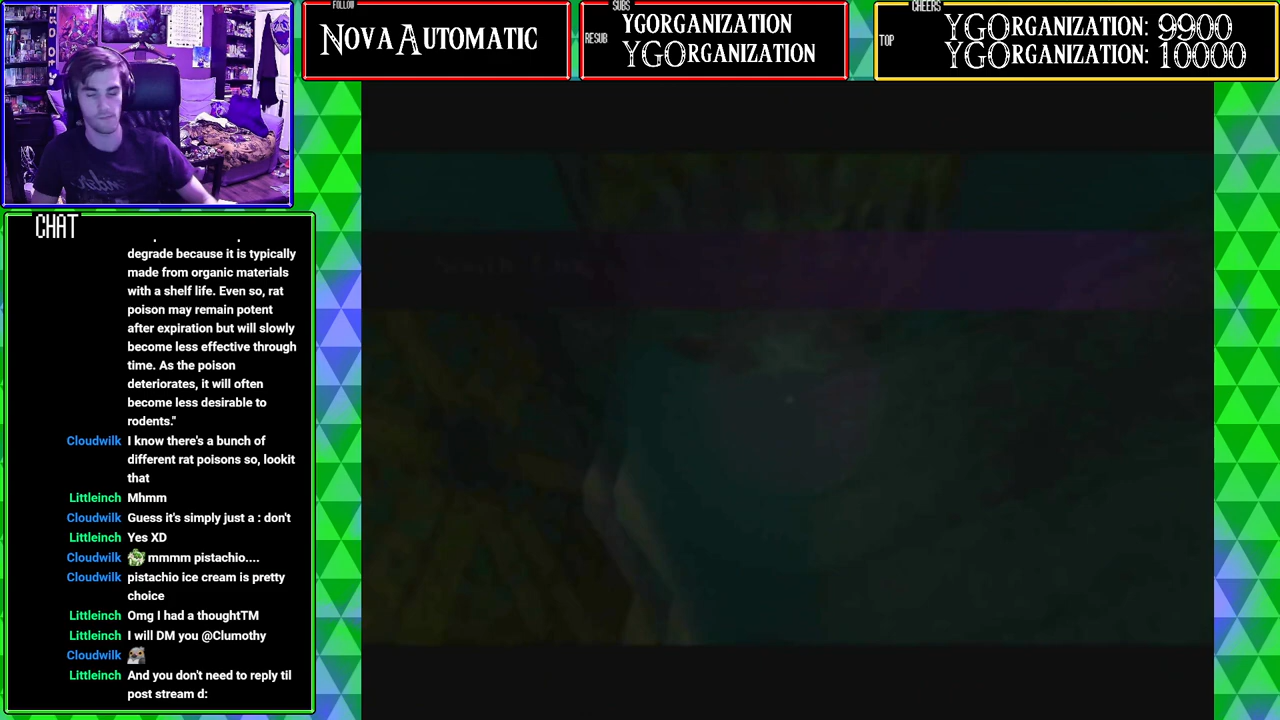 FOLLOW
NOVAAUTOMATIC
SUBS
YGORGANIZATION
RESUB
YGORGANIZATION
CHEERS
TOP
YGORGANIZATION: 9900
YGORGANIZATION: 10000
CHAT
degrade because it is typically
made from organic materials
with a shelf life. Even so, rat
poison may remain potent
after expiration but will slowly
become less effective through
time. As the poison
deteriorates, it will often
become less desirable to
rodents."
Cloudwilk I know there's a bunch of
different rat poisons so, lookit
that
Littleinch Mhmm
Cloudwilk Guess it's simply just a : don't
Littleinch Yes XD
Cloudwilk mmmm pistachio....
Cloudwilk pistachio ice cream is pretty
choice
Littleinch Omg I had a thoughtTM
Littleinch I will DM you @Clumothy
Cloudwilk
Littleinch And you don't need to reply til
post stream d: